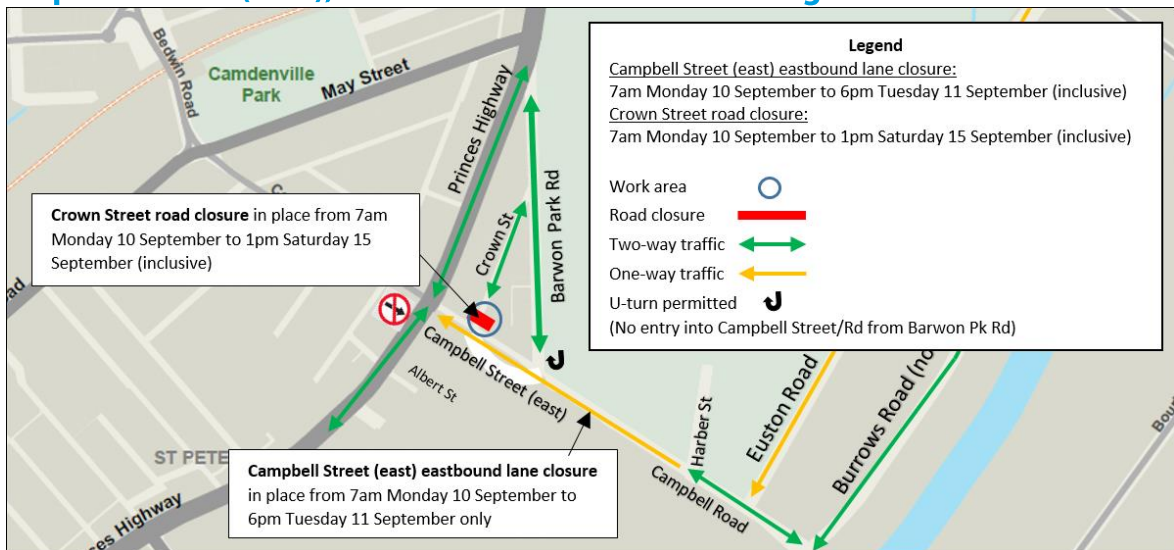 Bedwin Road
Camdenville
Park
May Street
Princes Highway
Barwon Park Rd
Crown St
Crown Street road closure in place from 7am
Monday 10 September to 1pm Saturday 15
September (inclusive)
Legend
Campbell Street (east) eastbound lane closure:
7am Monday 10 September to 6pm Tuesday 11 September (inclusive)
Crown Street road closure:
7am Monday 10 September to 1pm Saturday 15 September (inclusive)
Work area
Road closure
Two-way traffic
One-way traffic
U-turn permitted
(No entry into Campbell Street/Rd from Barwon Pk Rd)
Campbell Street (east)
Albert St
Harber St
Euston Road
Burrows Road (no
Campbell Road
ST PETE
Campbell Street (east) eastbound lane closure
in place from 7am Monday 10 September to
6pm Tuesday 11 September only
Highway